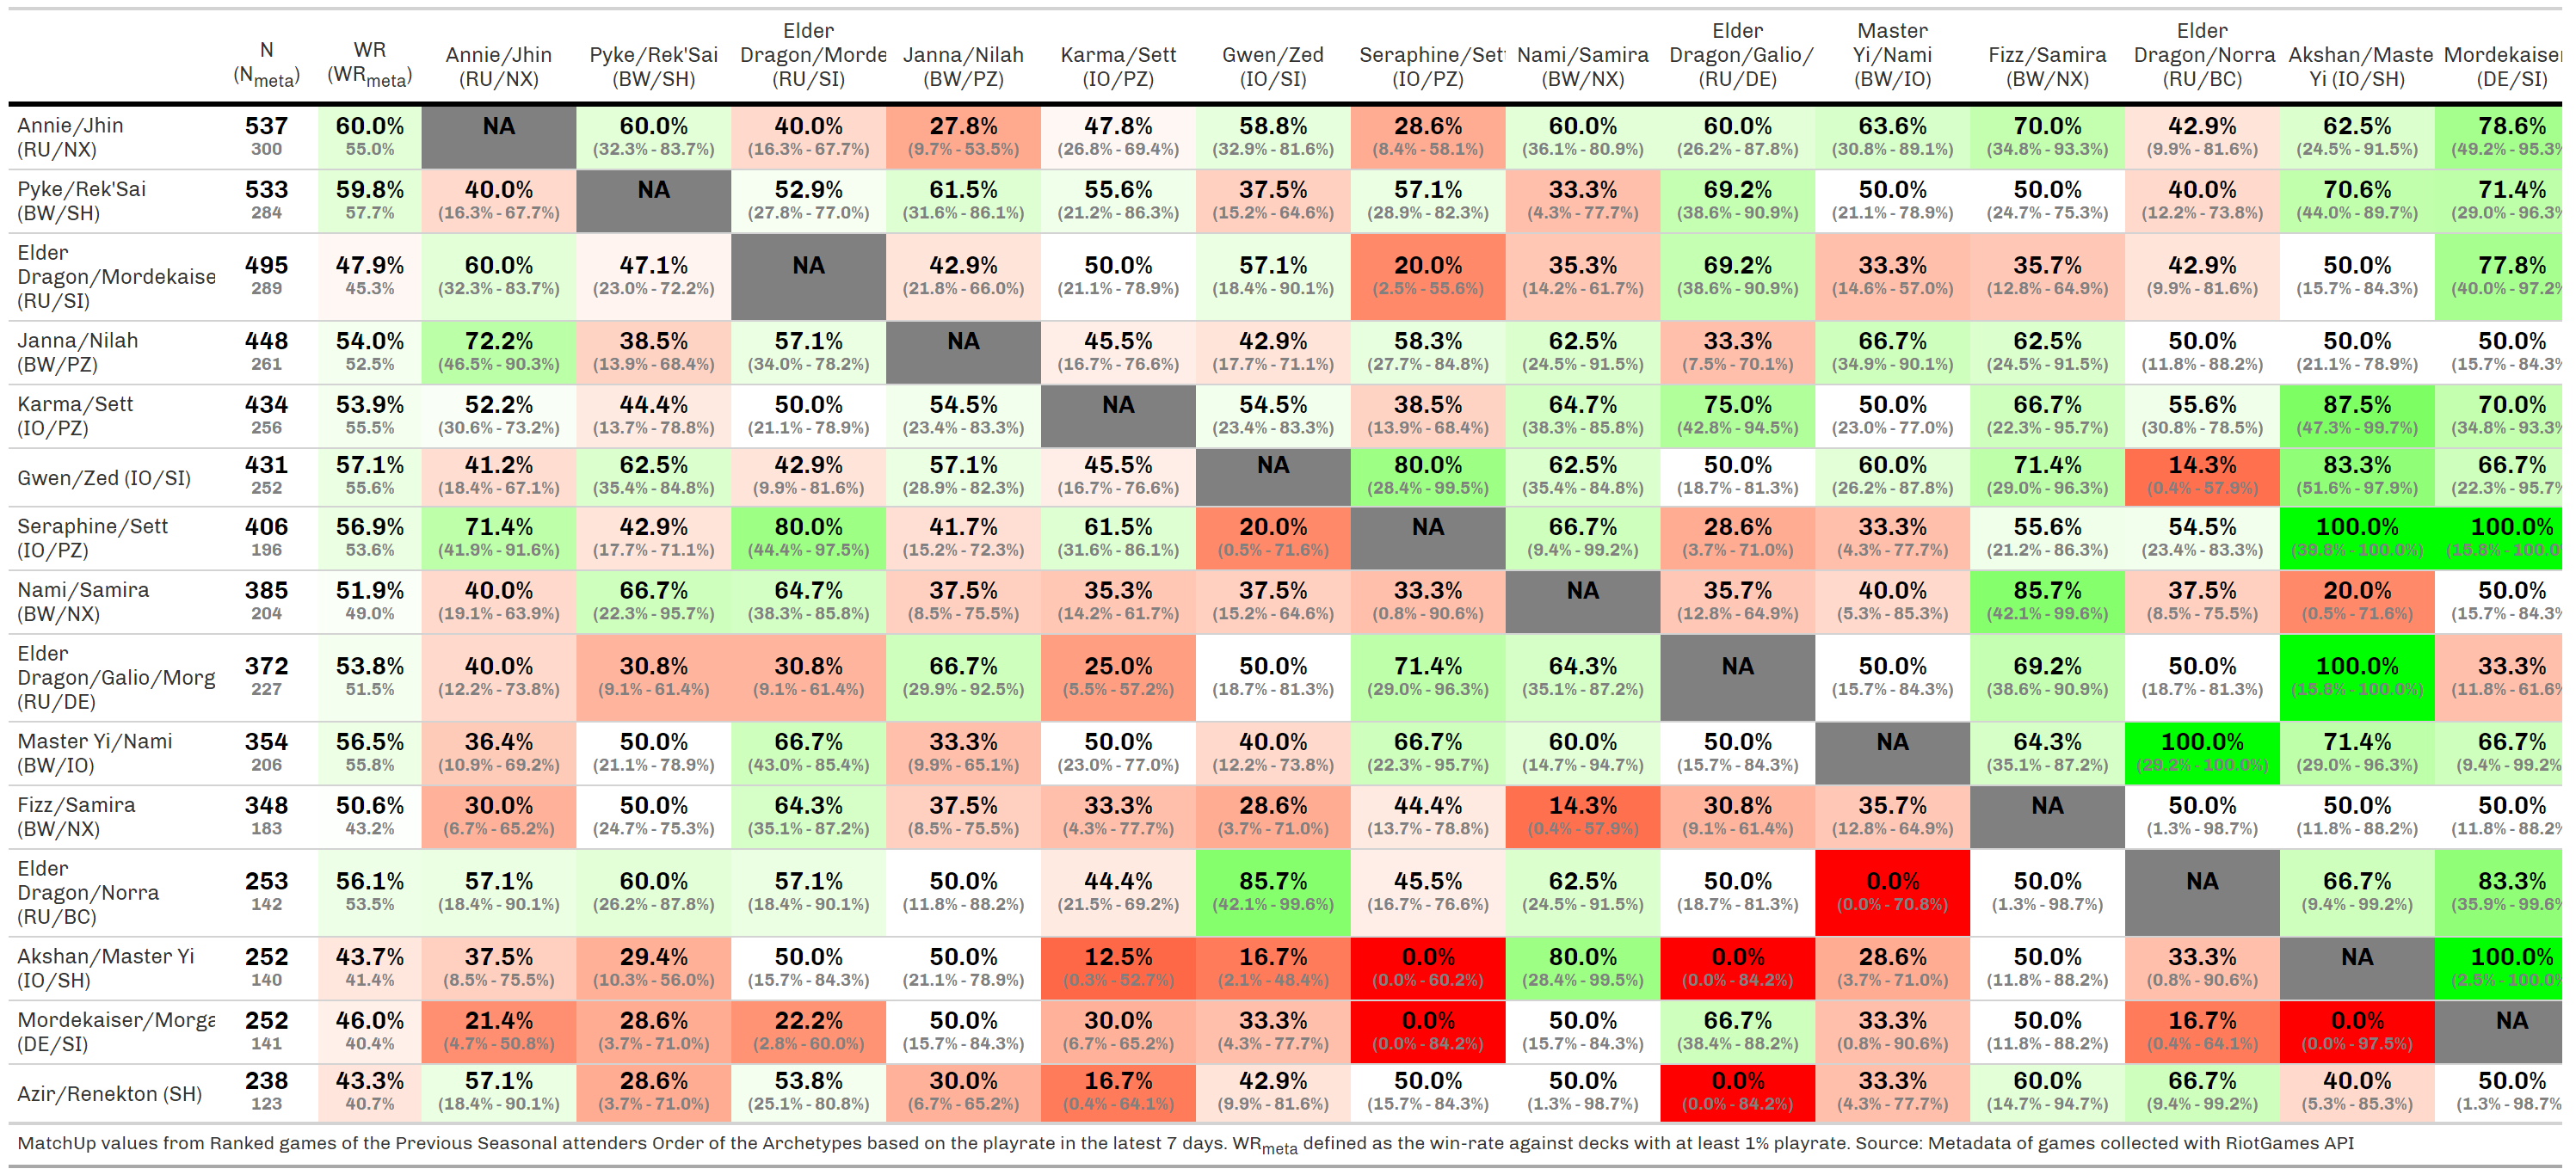 N (N_meta) WR (WR_meta) Annie/Jhin (RU/NX) Pyke/Rek'Sai (BW/SH) Elder Dragon/Morde (RU/SI) Janna/Nilah (BW/PZ) Karma/Sett (IO/PZ) Gwen/Zed (IO/SI) Seraphine/Sett (IO/PZ) Nami/Samira (BW/NX) Elder Dragon/Galio/ (RU/DE) Master Yi/Nami (BW/IO) Fizz/Samira (BW/NX) Elder Dragon/Norra (RU/BC) Akshan/Maste Yi (IO/SH) Mordekaiser (DE/SI)
Annie/Jhin 537 60.0% NA 60.0% 40.0% 27.8% 47.8% 58.8% 28.6% 60.0% 60.0% 63.6% 70.0% 42.9% 62.5% 78.6%
(RU/NX) 300 55.0% (32.3% - 83.7%) (16.3% - 67.7%) (9.7% - 53.5%) (26.8% - 69.4%) (32.9% - 81.6%) (8.4% - 58.1%) (36.1% - 80.9%) (26.2% - 87.8%) (30.8% - 89.1%) (34.8% - 93.3%) (9.9% - 81.6%) (24.5% - 91.5%) (49.2% - 95.3%
Pyke/Rek'Sai 533 59.8% 40.0% NA 52.9% 61.5% 55.6% 37.5% 57.1% 33.3% 69.2% 50.0% 50.0% 40.0% 70.6% 71.4%
(BW/SH) 284 57.7% (16.3% - 67.7%) (27.8% - 77.0%) (31.6% - 86.1%) (21.2% - 86.3%) (15.2% - 64.6%) (28.9% - 82.3%) (4.3% - 77.7%) (38.6% - 90.9%) (21.1% - 78.9%) (24.7% - 75.3%) (12.2% - 73.8%) (44.0% - 89.7%) (29.0% - 96.3%
Elder
Dragon/Mordekaise 495 47.9% 60.0% 47.1% NA 42.9% 50.0% 57.1% 20.0% 35.3% 69.2% 33.3% 35.7% 42.9% 50.0% 77.8%
(RU/SI) 289 45.3% (32.3% - 83.7%) (23.0% - 72.2%) (21.8% - 66.0%) (21.1% - 78.9%) (18.4% - 90.1%) (2.5% - 55.6%) (14.2% - 61.7%) (38.6% - 90.9%) (14.6% - 57.0%) (12.8% - 64.9%) (9.9% - 81.6%) (15.7% - 84.3%) (40.0% - 97.2%
Janna/Nilah 448 54.0% 72.2% 38.5% 57.1% NA 45.5% 42.9% 58.3% 62.5% 33.3% 66.7% 62.5% 50.0% 50.0% 50.0%
(BW/PZ) 261 52.5% (46.5% - 90.3%) (13.9% - 68.4%) (34.0% - 78.2%) (16.7% - 76.6%) (17.7% - 71.1%) (27.7% - 84.8%) (24.5% - 91.5%) (7.5% - 70.1%) (34.9% - 90.1%) (24.5% - 91.5%) (11.8% - 88.2%) (21.1% - 78.9%) (15.7% - 84.3%
Karma/Sett 434 53.9% 52.2% 44.4% 50.0% 54.5% NA 54.5% 38.5% 64.7% 75.0% 50.0% 66.7% 55.6% 87.5% 70.0%
(IO/PZ) 256 55.5% (30.6% - 73.2%) (13.7% - 78.8%) (21.1% - 78.9%) (23.4% - 83.3%) (23.4% - 83.3%) (13.9% - 68.4%) (38.3% - 85.8%) (42.8% - 94.5%) (23.0% - 77.0%) (22.3% - 95.7%) (30.8% - 78.5%) (47.3% - 99.7%) (34.8% - 93.3%
Gwen/Zed (IO/SI) 431 57.1% 41.2% 62.5% 42.9% 57.1% 45.5% NA 80.0% 62.5% 50.0% 60.0% 71.4% 14.3% 83.3% 66.7%
252 55.6% (18.4% - 67.1%) (35.4% - 84.8%) (9.9% - 81.6%) (28.9% - 82.3%) (16.7% - 76.6%) (28.4% - 99.5%) (35.4% - 84.8%) (18.7% - 81.3%) (26.2% - 87.8%) (29.0% - 96.3%) (0.4% - 57.9%) (51.6% - 97.9%) (22.3% - 95.7%
Seraphine/Sett 406 56.9% 71.4% 42.9% 80.0% 41.7% 61.5% 20.0% NA 66.7% 28.6% 33.3% 55.6% 54.5% 100.0% 100.0%
(IO/PZ) 196 53.6% (41.9% - 91.6%) (17.7% - 71.1%) (44.4% - 97.5%) (15.2% - 72.3%) (31.6% - 86.1%) (0.5% - 71.6%) (9.4% - 99.2%) (3.7% - 71.0%) (4.3% - 77.7%) (21.2% - 86.3%) (23.4% - 83.3%) (39.8% - 100.0%) (15.8% - 100.0%
Nami/Samira 385 51.9% 40.0% 66.7% 64.7% 37.5% 35.3% 37.5% 33.3% NA 35.7% 40.0% 85.7% 37.5% 20.0% 50.0%
(BW/NX) 204 49.0% (19.1% - 63.9%) (22.3% - 95.7%) (38.3% - 85.8%) (8.5% - 75.5%) (14.2% - 61.7%) (15.2% - 64.6%) (0.8% - 90.6%) (12.8% - 64.9%) (5.3% - 85.3%) (42.1% - 99.6%) (8.5% - 75.5%) (0.5% - 71.6%) (15.7% - 84.3%
Elder
Dragon/Galio/Morg 372 53.8% 40.0% 30.8% 30.8% 66.7% 25.0% 50.0% 71.4% 64.3% NA 50.0% 69.2% 50.0% 100.0% 33.3%
(RU/DE) 227 51.5% (12.2% - 73.8%) (9.1% - 61.4%) (9.1% - 61.4%) (29.9% - 92.5%) (5.5% - 57.2%) (18.7% - 81.3%) (29.0% - 96.3%) (35.1% - 87.2%) (15.7% - 84.3%) (38.6% - 90.9%) (18.7% - 81.3%) (15.8% - 100.0%) (11.8% - 61.6%
Master Yi/Nami 354 56.5% 36.4% 50.0% 66.7% 33.3% 50.0% 40.0% 66.7% 60.0% 50.0% NA 64.3% 100.0% 71.4% 66.7%
(BW/IO) 206 55.8% (10.9% - 69.2%) (21.1% - 78.9%) (43.0% - 85.4%) (9.9% - 65.1%) (23.0% - 77.0%) (12.2% - 73.8%) (22.3% - 95.7%) (14.7% - 94.7%) (15.7% - 84.3%) (35.1% - 87.2%) (29.2% - 100.0%) (29.0% - 96.3%) (9.4% - 99.2%
Fizz/Samira 348 50.6% 30.0% 50.0% 64.3% 37.5% 33.3% 28.6% 44.4% 14.3% 30.8% 35.7% NA 50.0% 50.0% 50.0%
(BW/NX) 183 43.2% (6.7% - 65.2%) (24.7% - 75.3%) (35.1% - 87.2%) (8.5% - 75.5%) (4.3% - 77.7%) (3.7% - 71.0%) (13.7% - 78.8%) (0.4% - 57.9%) (9.1% - 61.4%) (12.8% - 64.9%) (1.3% - 98.7%) (11.8% - 88.2%) (11.8% - 88.2%
Elder
Dragon/Norra 253 56.1% 57.1% 60.0% 57.1% 50.0% 44.4% 85.7% 45.5% 62.5% 50.0% 0.0% 50.0% NA 66.7% 83.3%
(RU/BC) 142 53.5% (18.4% - 90.1%) (26.2% - 87.8%) (18.4% - 90.1%) (11.8% - 88.2%) (21.5% - 69.2%) (42.1% - 99.6%) (16.7% - 76.6%) (24.5% - 91.5%) (18.7% - 81.3%) (0.0% - 70.8%) (1.3% - 98.7%) (9.4% - 99.2%) (35.9% - 99.6%
Akshan/Master Yi 252 43.7% 37.5% 29.4% 50.0% 50.0% 12.5% 16.7% 0.0% 80.0% 0.0% 28.6% 50.0% 33.3% NA 100.0%
(IO/SH) 140 41.4% (8.5% - 75.5%) (10.3% - 56.0%) (15.7% - 84.3%) (21.1% - 78.9%) (0.3% - 52.7%) (2.1% - 48.4%) (0.0% - 60.2%) (28.4% - 99.5%) (0.0% - 84.2%) (3.7% - 71.0%) (11.8% - 88.2%) (0.8% - 90.6%) (2.5% - 100.0%
Mordekaiser/Morga 252 46.0% 21.4% 28.6% 22.2% 50.0% 30.0% 33.3% 0.0% 50.0% 66.7% 33.3% 50.0% 16.7% 0.0% NA
(DE/SI) 141 40.4% (4.7% - 50.8%) (3.7% - 71.0%) (2.8% - 60.0%) (15.7% - 84.3%) (6.7% - 65.2%) (4.3% - 77.7%) (0.0% - 84.2%) (15.7% - 84.3%) (38.4% - 88.2%) (0.8% - 90.6%) (11.8% - 88.2%) (0.4% - 64.1%) (0.0% - 97.5%)
Azir/Renekton (SH) 238 43.3% 57.1% 28.6% 53.8% 30.0% 16.7% 42.9% 50.0% 50.0% 0.0% 33.3% 60.0% 66.7% 40.0% 50.0%
123 40.7% (18.4% - 90.1%) (3.7% - 71.0%) (25.1% - 80.8%) (6.7% - 65.2%) (0.4% - 64.1%) (9.9% - 81.6%) (15.7% - 84.3%) (1.3% - 98.7%) (0.0% - 84.2%) (4.3% - 77.7%) (14.7% - 94.7%) (9.4% - 99.2%) (5.3% - 85.3%) (1.3% - 98.7%
MatchUp values from Ranked games of the Previous Seasonal attenders Order of the Archetypes based on the playrate in the latest 7 days. WR_meta defined as the win-rate against decks with at least 1% playrate. Source: Metadata of games collected with RiotGames API